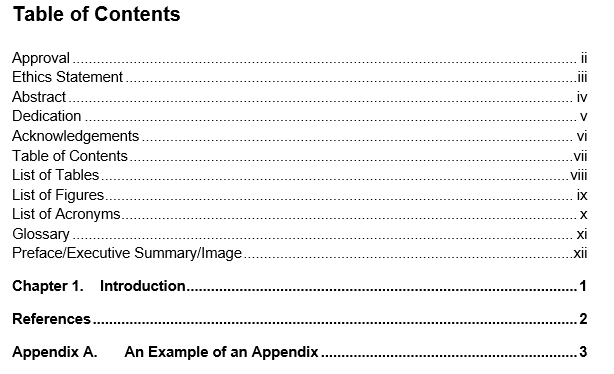 Table of Contents
Approval ........................................................................................................................ ii
Ethics Statement ............................................................................................................ iii
Abstract ......................................................................................................................... iv
Dedication ...................................................................................................................... v
Acknowledgements ........................................................................................................ vi
Table of Contents .......................................................................................................... vii
List of Tables ................................................................................................................ viii
List of Figures ................................................................................................................ ix
List of Acronyms ............................................................................................................. x
Glossary ........................................................................................................................ xi
Preface/Executive Summary/Image ............................................................................... xii
Chapter 1. Introduction ................................................................................................ 1
References ..................................................................................................................... 2
Appendix A. An Example of an Appendix ................................................................ 3